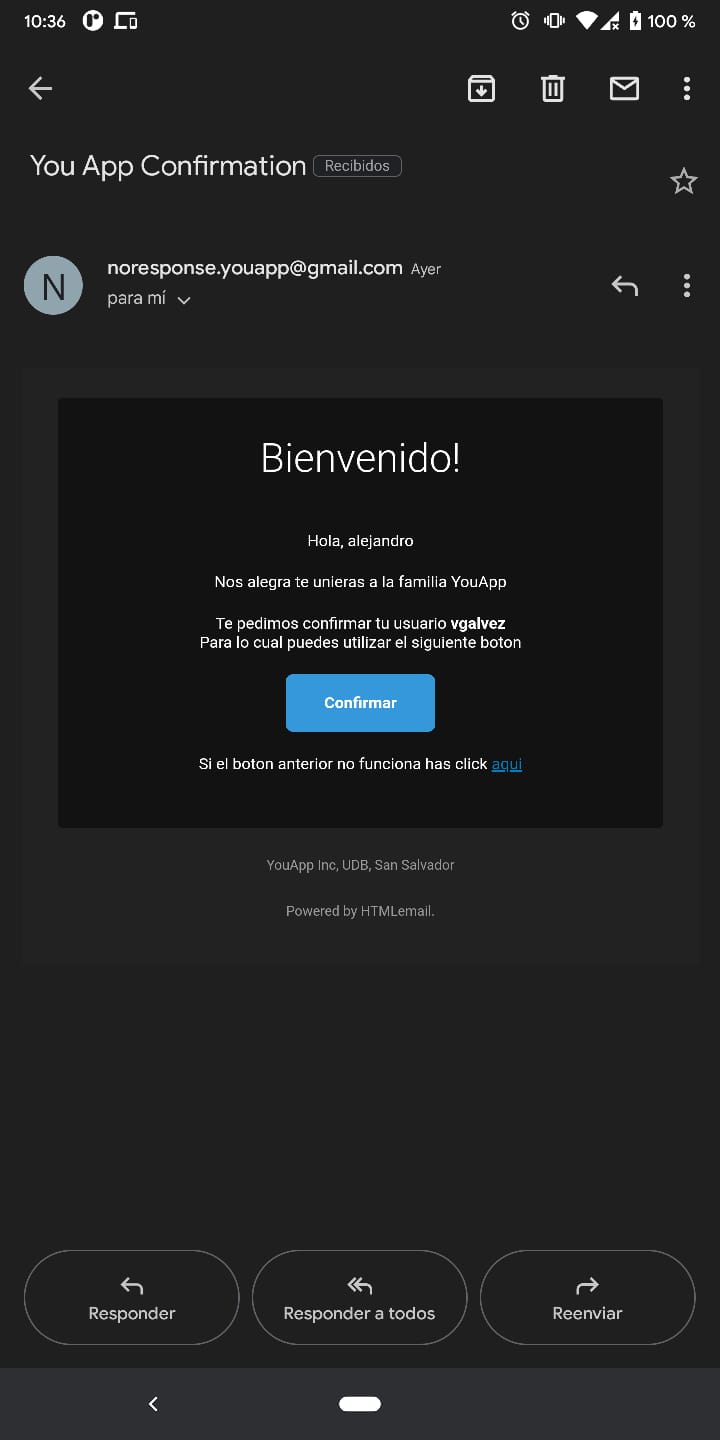 10:36
100 %
You App Confirmation Recibidos
N
noresponse.youapp@gmail.com Ayer
para mí
Bienvenido!
Hola, alejandro
Nos alegra te unieras a la familia YouApp
Te pedimos confirmar tu usuario vgalvez
Para lo cual puedes utilizar el siguiente boton
Confirmar
Si el boton anterior no funciona has click aqui
YouApp Inc, UDB, San Salvador
Powered by HTMLemail.
Responder
Responder a todos
Reenviar